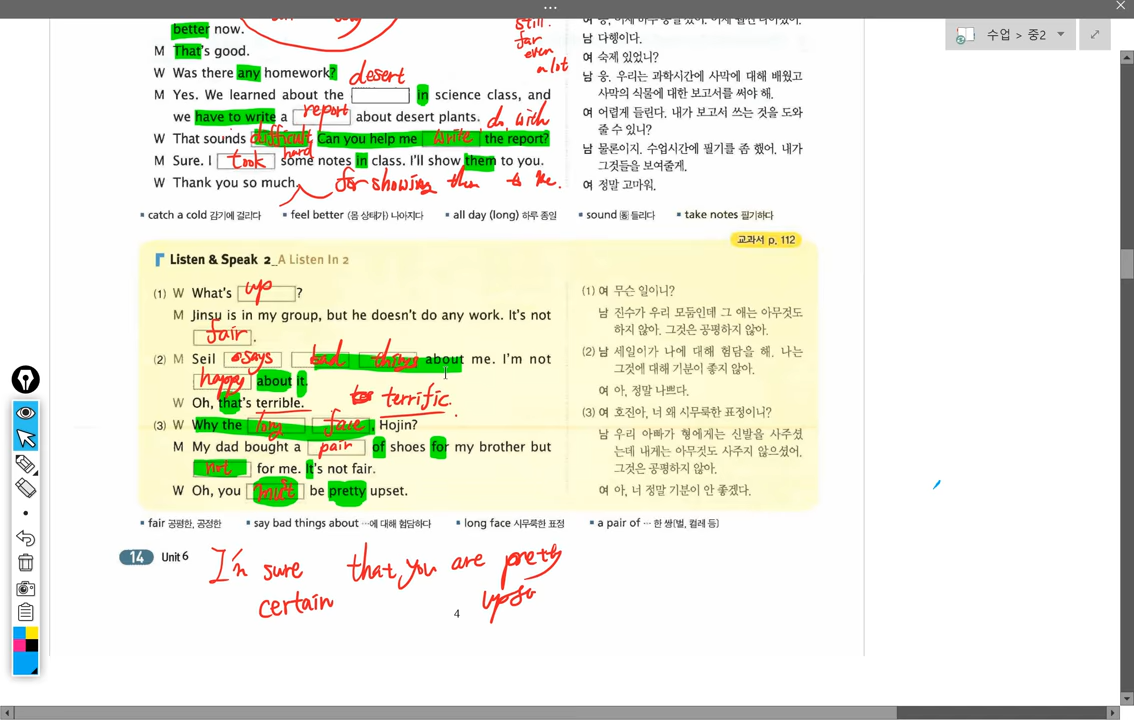 수업 > 중2
still.
far
even
a lot
better now.
M That's good.
W Was there any homework?
desert
M Yes. We learned about the in science class, and
we have to write a report about desert plants.
do with
W That sounds difficult Can you help me write the report?
hard
M Sure. I took some notes in class. I'll show them to you.
W Thank you so much.
for showing them to me.
남 다행이다.
여 숙제 있었니?
남 응. 우리는 과학시간에 사막에 대해 배웠고
사막의 식물에 대한 보고서를 써야 해.
여 어렵게 들린다. 내가 보고서 쓰는 것을 도와
줄 수 있니?
남 물론이지. 수업시간에 필기를 좀 했어. 내가
그것들을 보여줄게.
여 정말 고마워.
▪ catch a cold 감기에 걸리다 ▪ feel better (몸 상태가) 나아지다 ▪ all day (long) 하루 종일 ▪ sound 들리다 ▪ take notes 필기하다
교과서 p. 112
Listen & Speak 2_A Listen In 2
(1) W What's up ?
M Jinsu is in my group, but he doesn't do any work. It's not
fair.
(2) M Seil says bad things about me. I'm not
happy about it.
W Oh, that's terrible.
terrific.
(3) W Why the long face, Hojin?
M My dad bought a pair of shoes for my brother but
not for me. It's not fair.
W Oh, you must be pretty upset.
(1) 여 무슨 일이니?
남 진수가 우리 모둠인데 그 애는 아무것도
하지 않아. 그것은 공평하지 않아.
(2) 남 세일이가 나에 대해 험담을 해. 나는
그것에 대해 기분이 좋지 않아.
여 아, 정말 나쁘다.
(3) 여 호진아, 너 왜 시무룩한 표정이니?
남 우리 아빠가 형에게는 신발을 사주셨
는데 내게는 아무것도 사주지 않으셨어.
그것은 공평하지 않아.
여 아, 너 정말 기분이 안 좋겠다.
▪ fair 공평한, 공정한 ▪ say bad things about …에 대해 험담하다 ▪ long face 시무룩한 표정 ▪ a pair of … 한 쌍(벌, 켤레 등)
14 Unit 6
I'm sure that you are pretty
certain
4